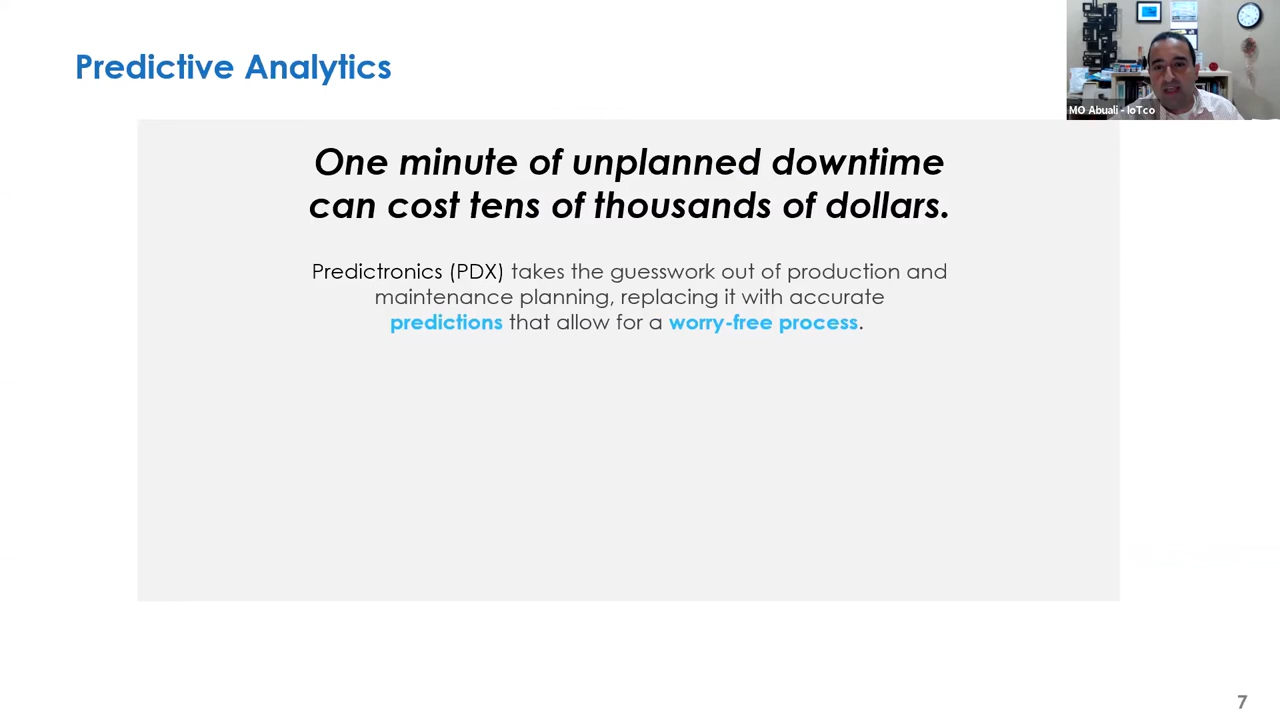 Predictive Analytics
MO Abuali - IoTco
One minute of unplanned downtime
can cost tens of thousands of dollars.
Predictronics (PDX) takes the guesswork out of production and
maintenance planning, replacing it with accurate
predictions that allow for a worry-free process.
7